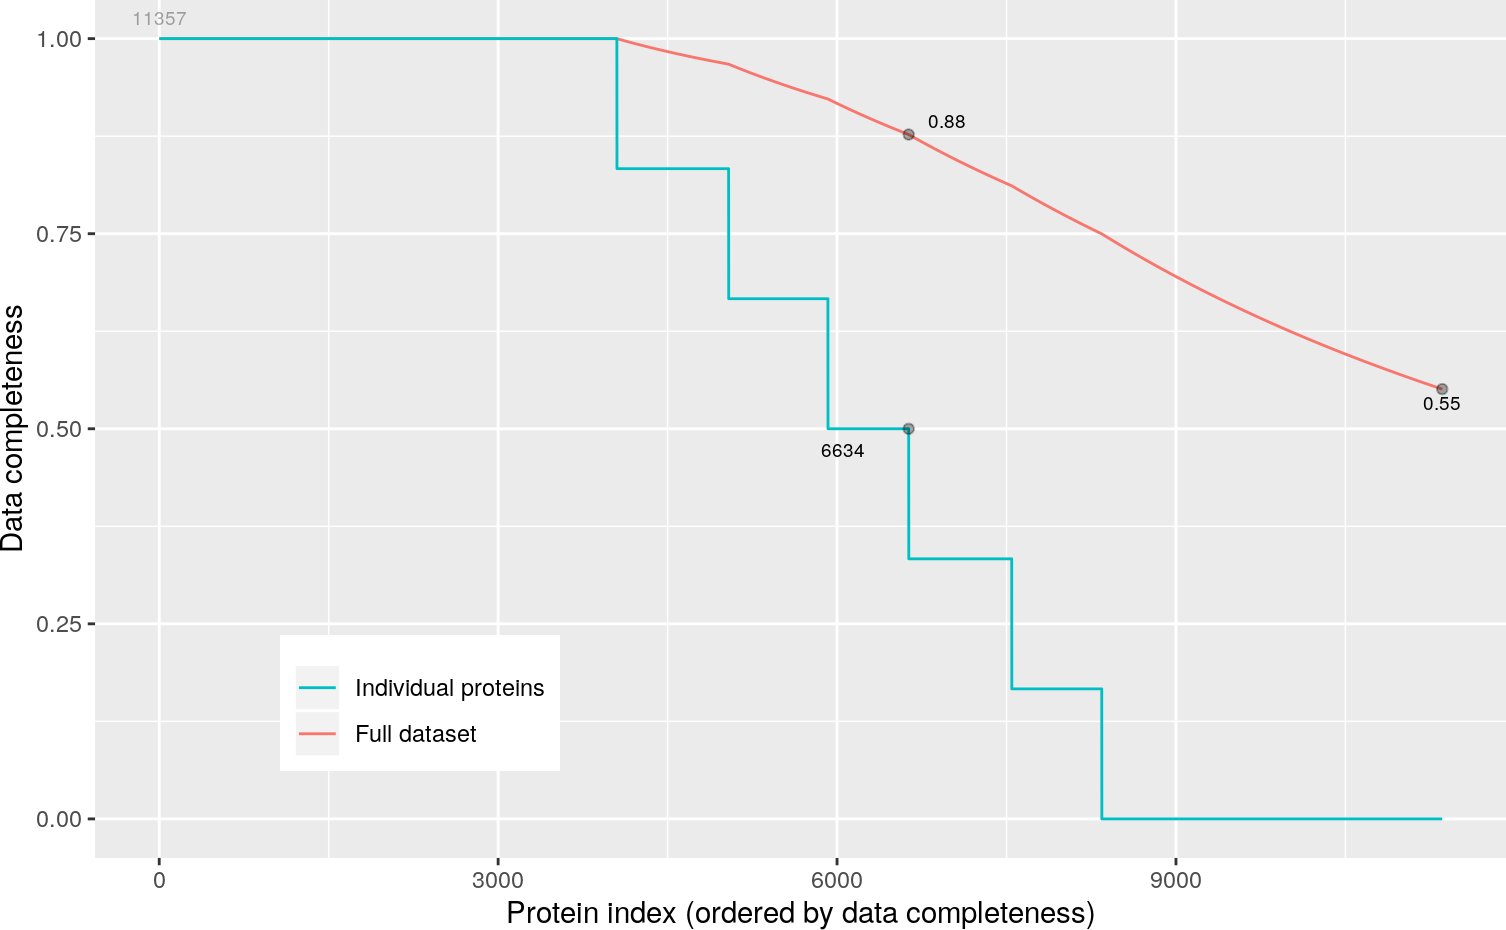 11357
1.00
0.88
0.75
0.55
0.50
6634
0.25
0.00
Data completeness
Individual proteins
Full dataset
0 3000 6000 9000
Protein index (ordered by data completeness)